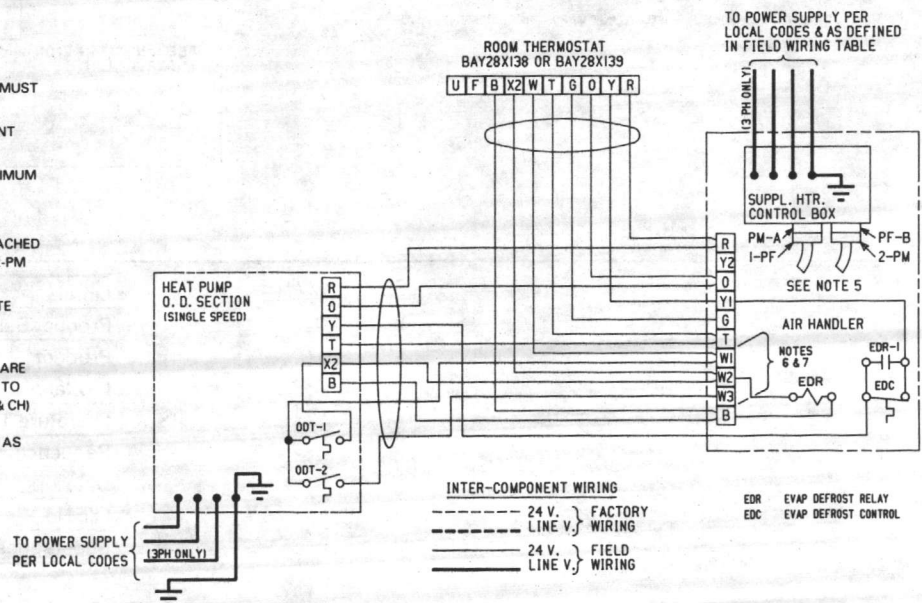 MUST
NT
IMUM
ACHED
-PM
TE
ARE
TO
& CH)
AS
ROOM THERMOSTAT
BAY28X138 OR BAY28X139
U F B X2 W T G O Y R
TO POWER SUPPLY PER
LOCAL CODES & AS DEFINED
IN FIELD WIRING TABLE
(3 PH ONLY)
SUPPL. HTR.
CONTROL BOX
PM-A
1-PF
PF-B
2-PM
SEE NOTE 5
R
Y2
O
Y1
G
T
W1
W2
W3
B
AIR HANDLER
NOTES
6 & 7
EDR
EDR-1
EDC
HEAT PUMP
O. D. SECTION
(SINGLE SPEED)
R
O
Y
T
X2
B
ODT-1
ODT-2
TO POWER SUPPLY
PER LOCAL CODES
(3PH ONLY)
INTER-COMPONENT WIRING
24 V. } FACTORY
LINE V. } WIRING
24 V. } FIELD
LINE V. } WIRING
EDR EVAP DEFROST RELAY
EDC EVAP DEFROST CONTROL